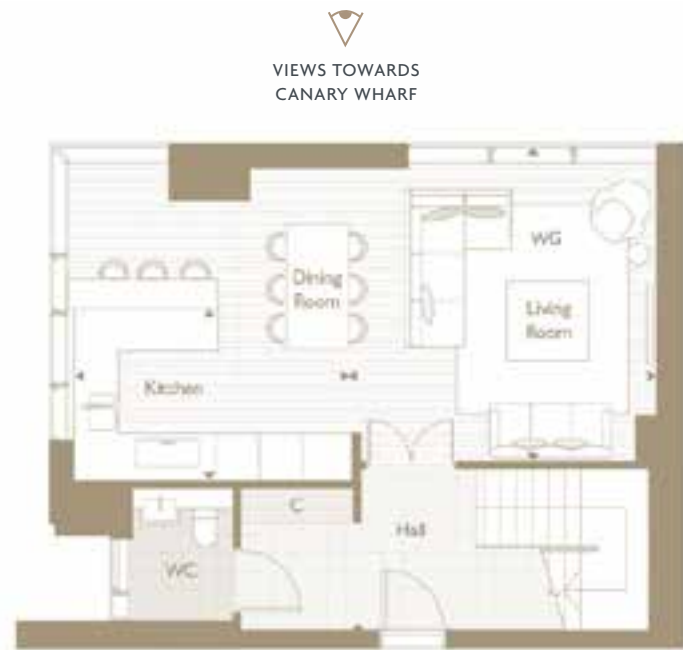 VIEWS TOWARDS
CANARY WHARF
WG
Dining
Room
Living
Room
Kitchen
C
Hall
WC